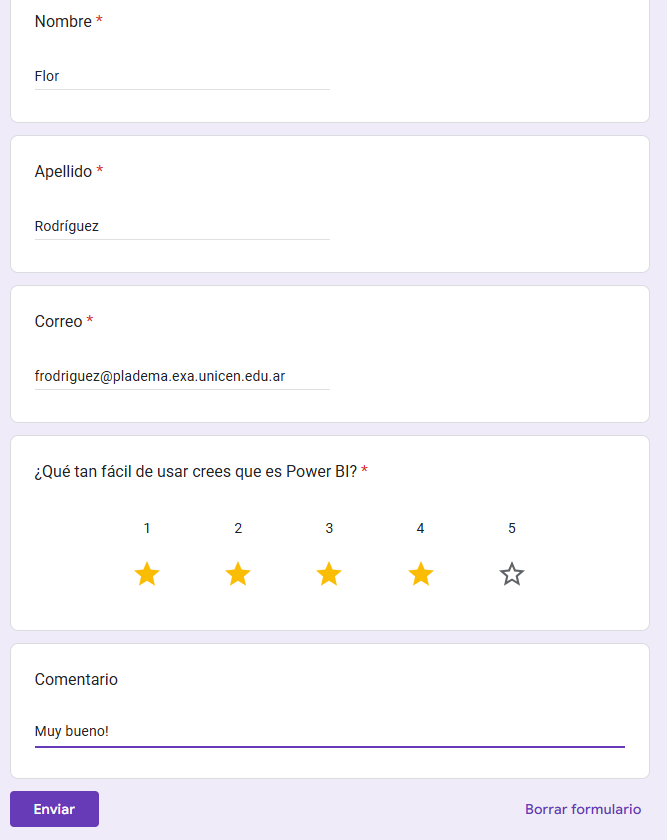 Nombre *
Flor
Apellido *
Rodríguez
Correo *
frodriguez@pladema.exa.unicen.edu.ar
¿Qué tan fácil de usar crees que es Power BI? *
1 2 3 4 5
Comentario
Muy bueno!
Enviar Borrar formulario